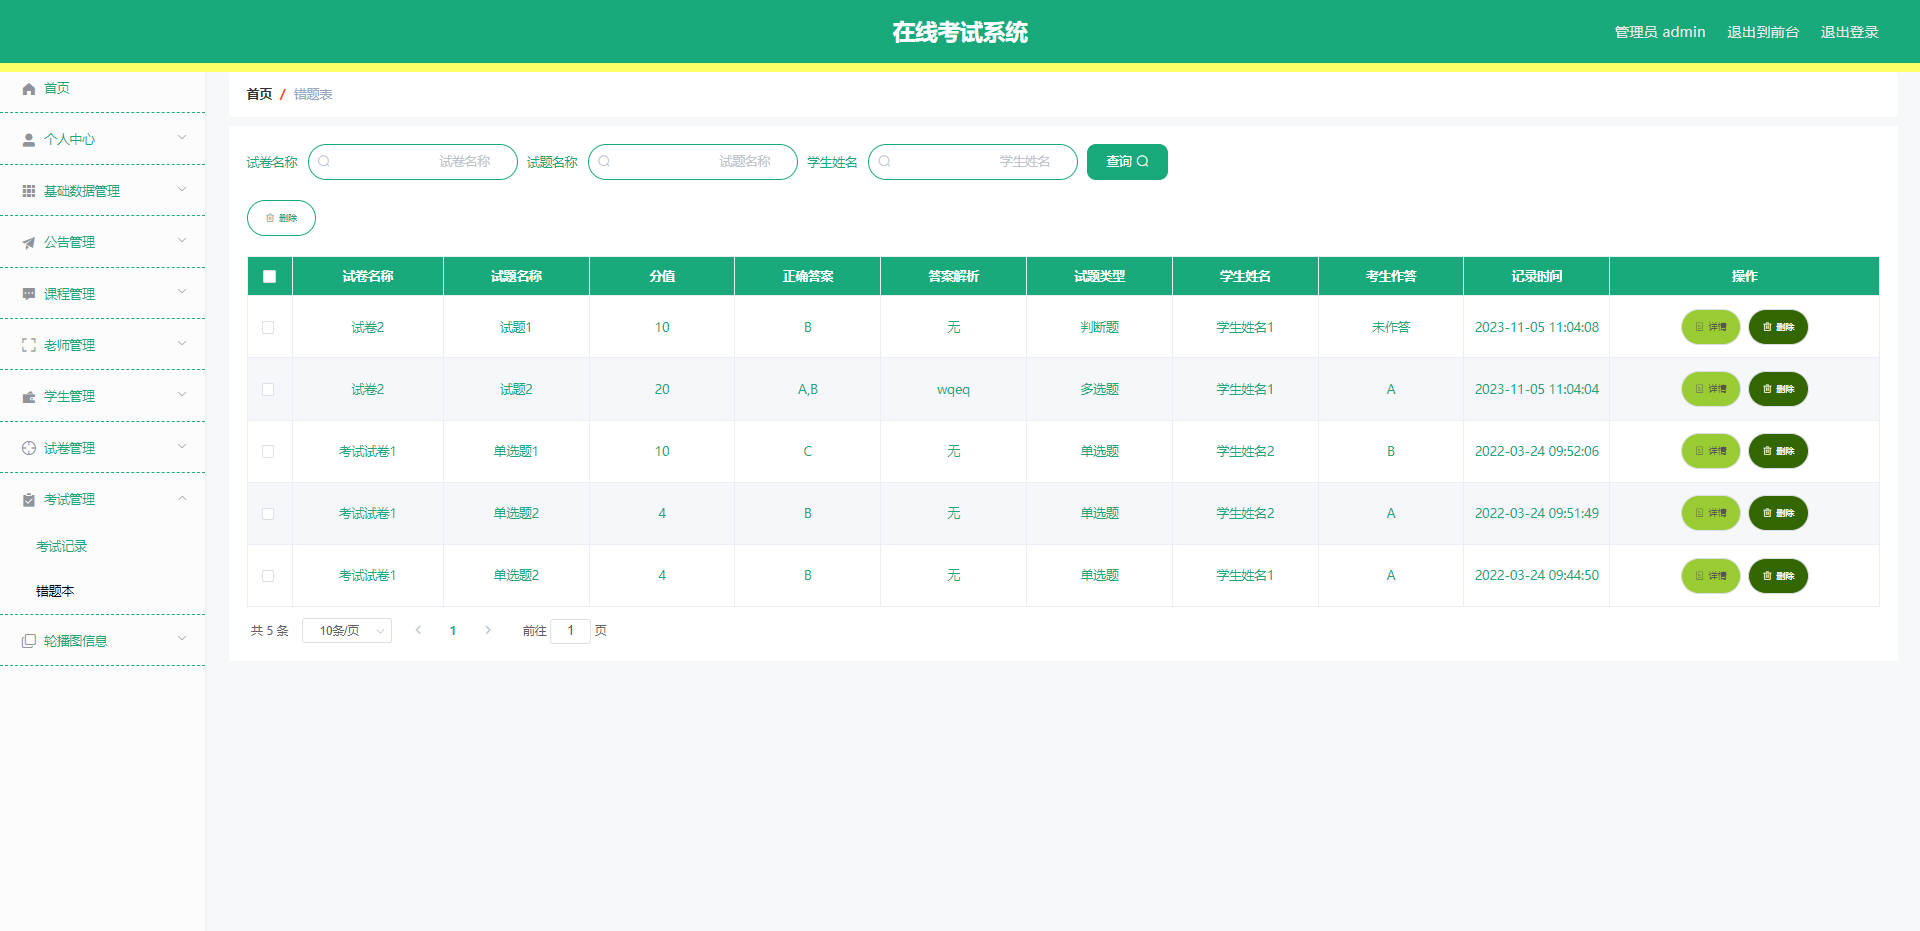 在线考试系统
管理员 admin 退出到前台 退出登录
首页
个人中心
基础数据管理
公告管理
课程管理
老师管理
学生管理
试卷管理
考试管理
考试记录
错题本
轮播图信息
首页 / 错题表
试卷名称 试卷名称 试题名称 试题名称 学生姓名 学生姓名 查询
删除
试卷名称 试题名称 分值 正确答案 答案解析 试题类型 学生姓名 考生作答 记录时间 操作
试卷2 试题1 10 B 无 判断题 学生姓名1 未作答 2023-11-05 11:04:08 详情 删除
试卷2 试题2 20 A,B wqeq 多选题 学生姓名1 A 2023-11-05 11:04:04 详情 删除
考试试卷1 单选题1 10 C 无 单选题 学生姓名2 B 2022-03-24 09:52:06 详情 删除
考试试卷1 单选题2 4 B 无 单选题 学生姓名2 A 2022-03-24 09:51:49 详情 删除
考试试卷1 单选题2 4 B 无 单选题 学生姓名1 A 2022-03-24 09:44:50 详情 删除
共 5 条 10条/页 1 前往 1 页